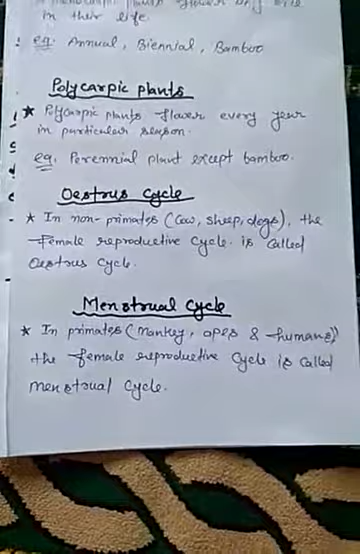 in their life.
eg. Annual, Biennial, Bamboo
Polycarpic plants
★ Polycarpic plants flower every year
in particular season.
eg. Perennial plant except bamboo.
Oestrus Cycle
★ In non-primates (Cow, sheep, dogs), the
female reproductive cycle. is called
Oestrus cycle.
Menstrual Cycle
★ In primates (monkey, apes & humans)
the female reproductive cycle is called
menstrual cycle.